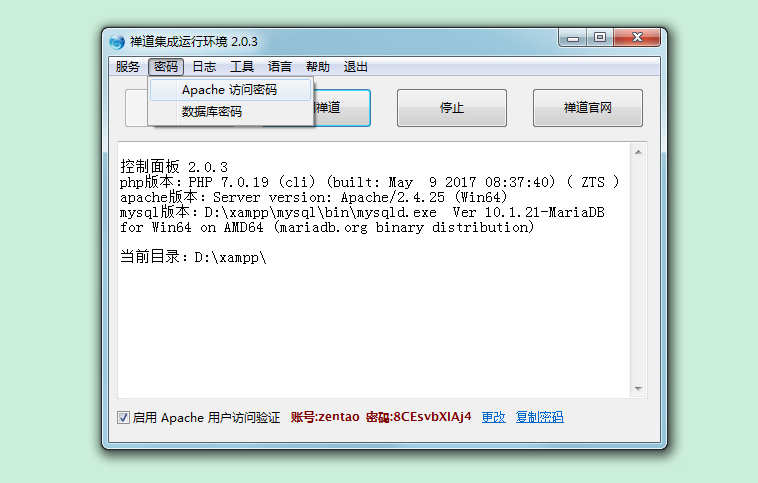 禅道集成运行环境 2.0.3
服务 密码 日志 工具 语言 帮助 退出
Apache 访问密码
数据库密码
禅道 停止 禅道官网
控制面板 2.0.3
php版本：PHP 7.0.19 (cli) (built: May  9 2017 08:37:40) ( ZTS )
apache版本：Server version: Apache/2.4.25 (Win64)
mysql版本：D:\xampp\mysql\bin\mysqld.exe  Ver 10.1.21-MariaDB
for Win64 on AMD64 (mariadb.org binary distribution)
当前目录：D:\xampp\
启用 Apache 用户访问验证 账号:zentao 密码:8CEsvbXIAj4 更改 复制密码